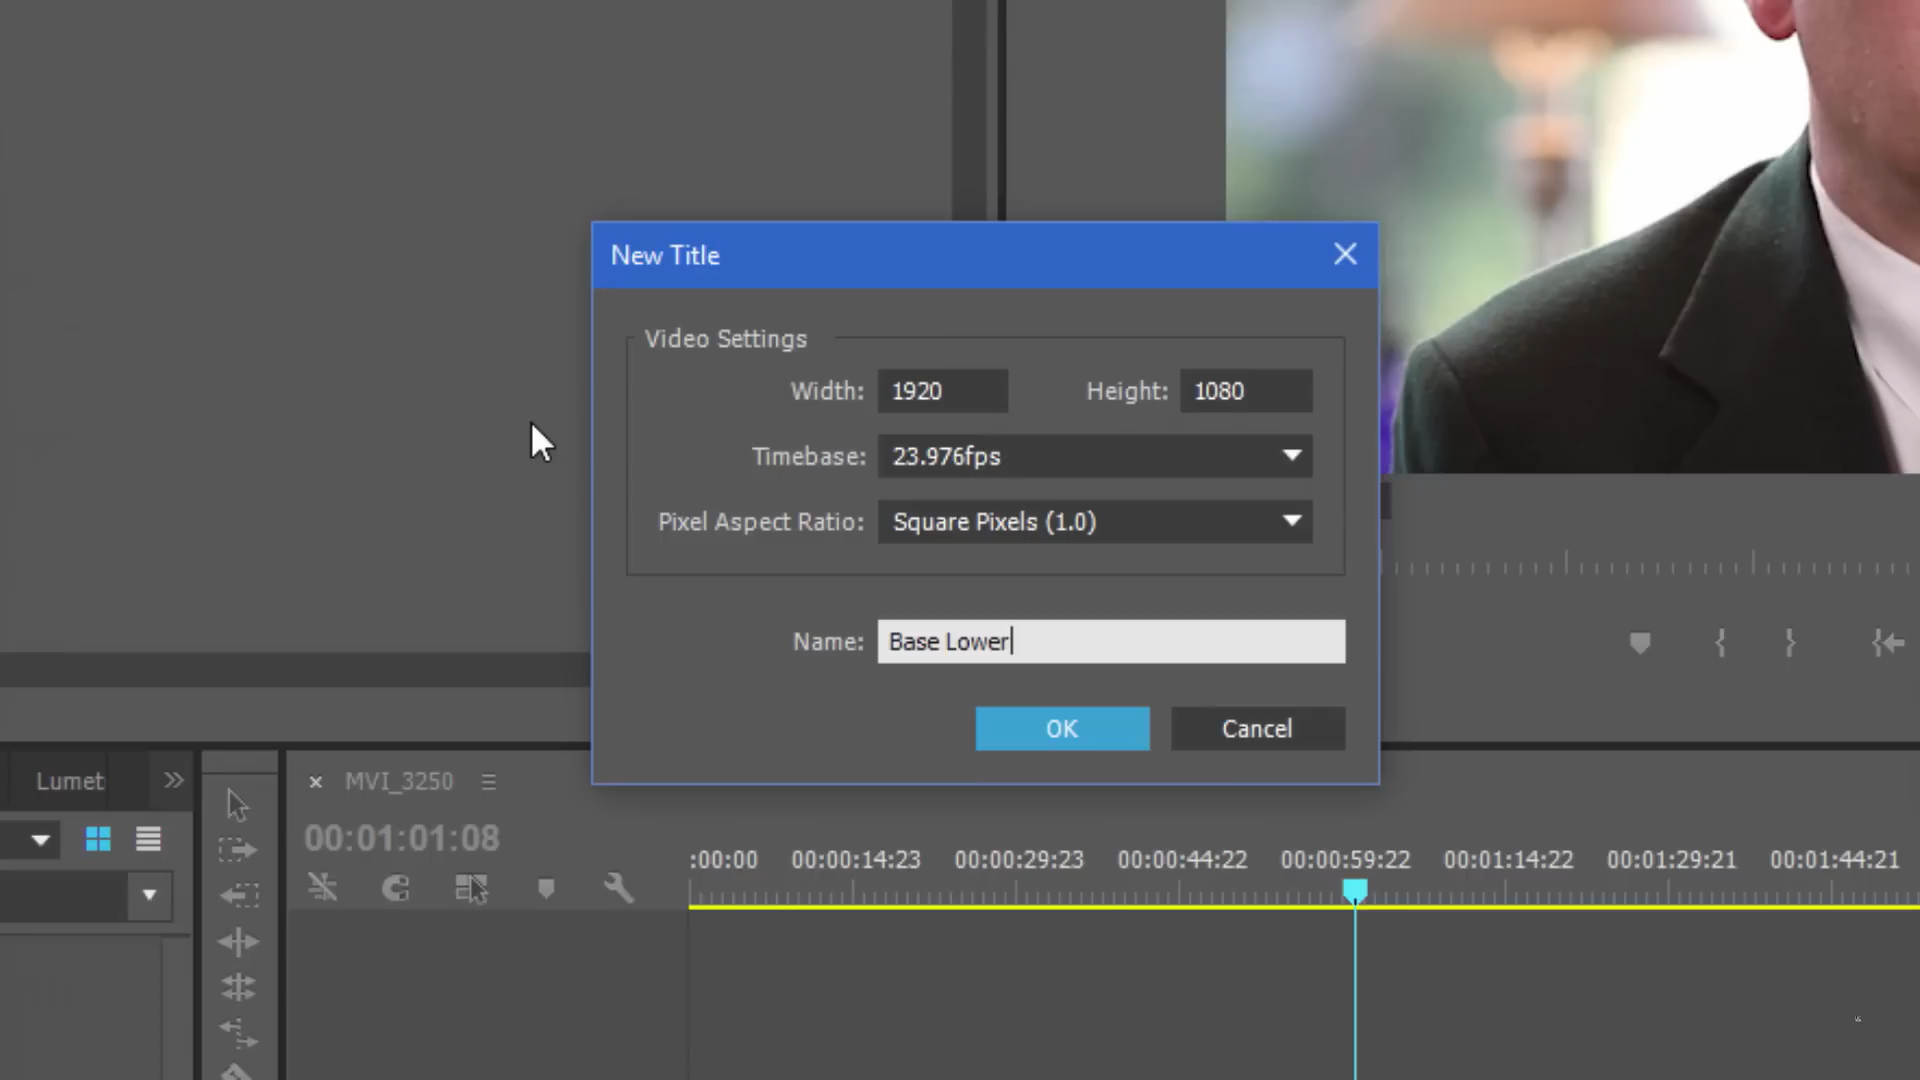 New Title
Video Settings
Width: 1920 Height: 1080
Timebase: 23.976fps
Pixel Aspect Ratio: Square Pixels (1.0)
Name: Base Lower
OK Cancel
Lumet
MVI_3250
00:01:01:08
:00:00 00:00:14:23 00:00:29:23 00:00:44:22 00:00:59:22 00:01:14:22 00:01:29:21 00:01:44:21